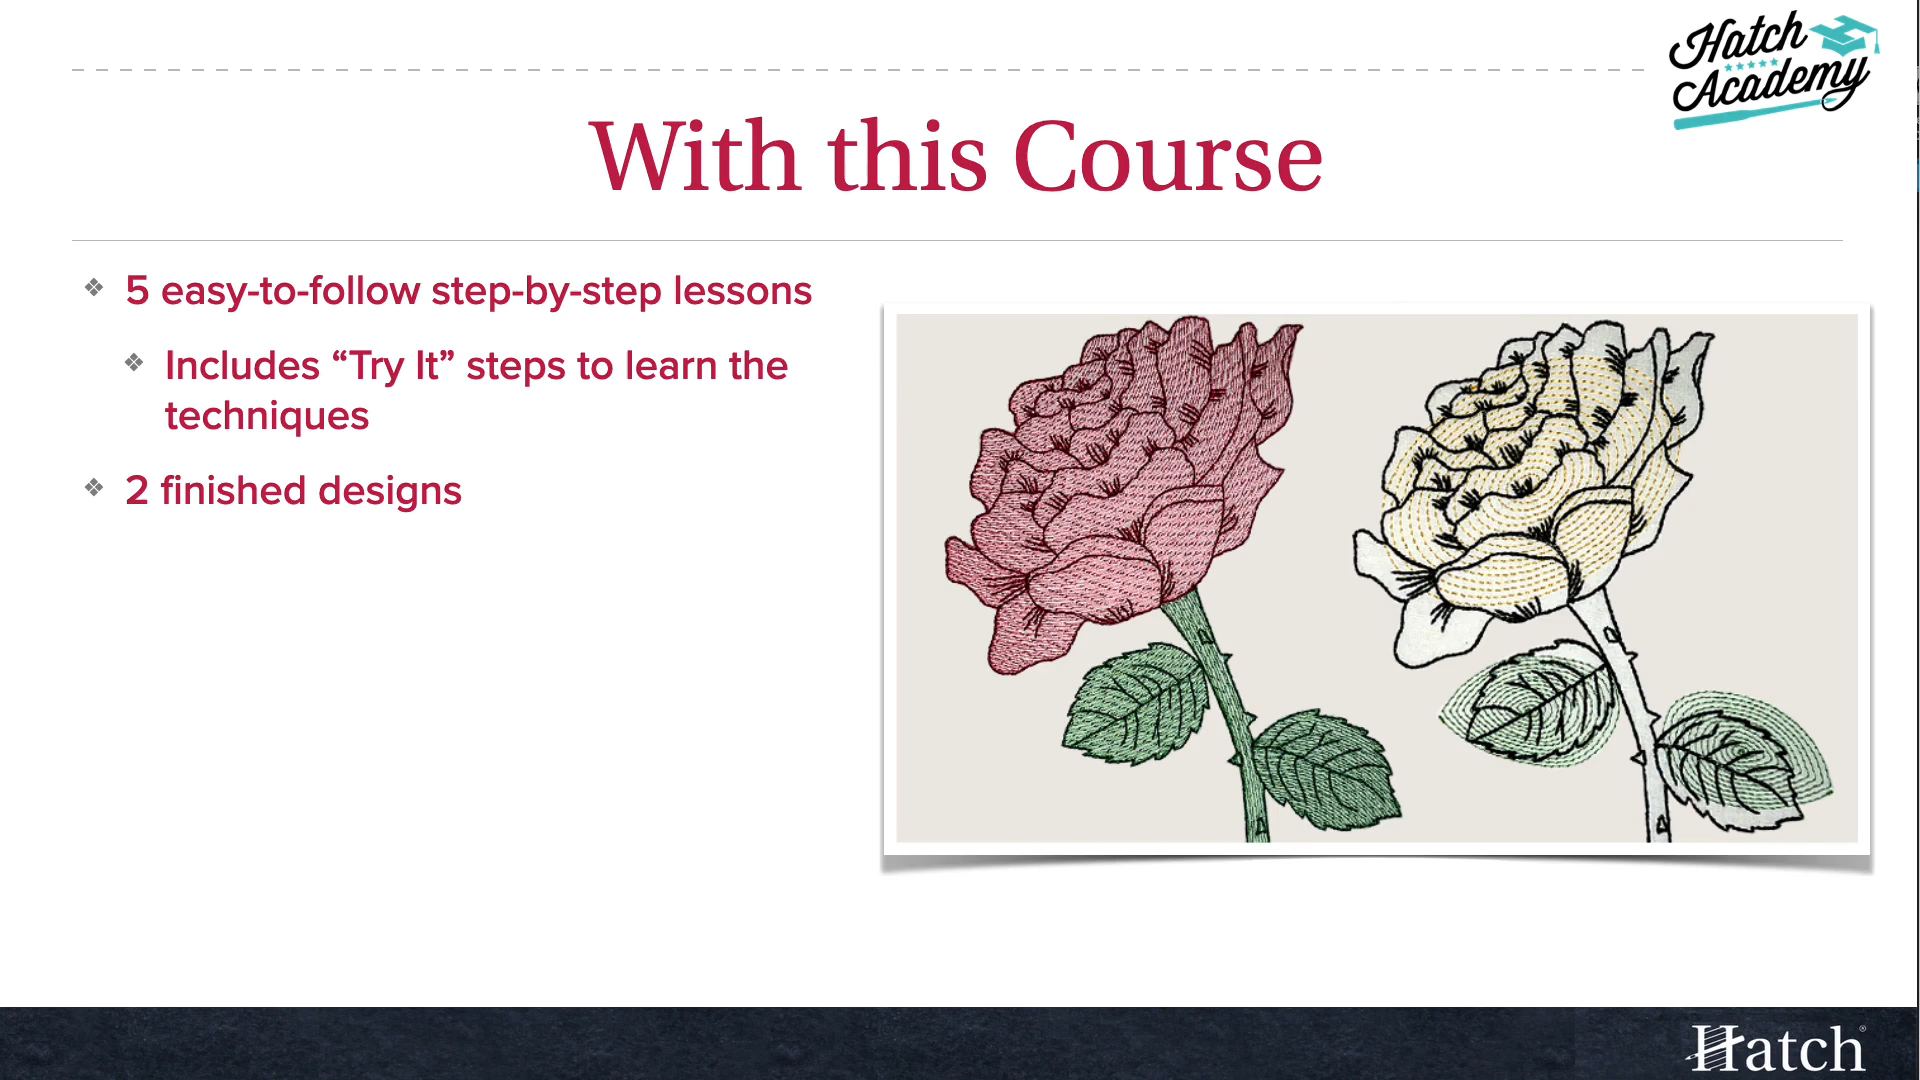 Hatch
Academy
With this Course
5 easy-to-follow step-by-step lessons
Includes “Try It” steps to learn the
techniques
2 finished designs
Hatch®